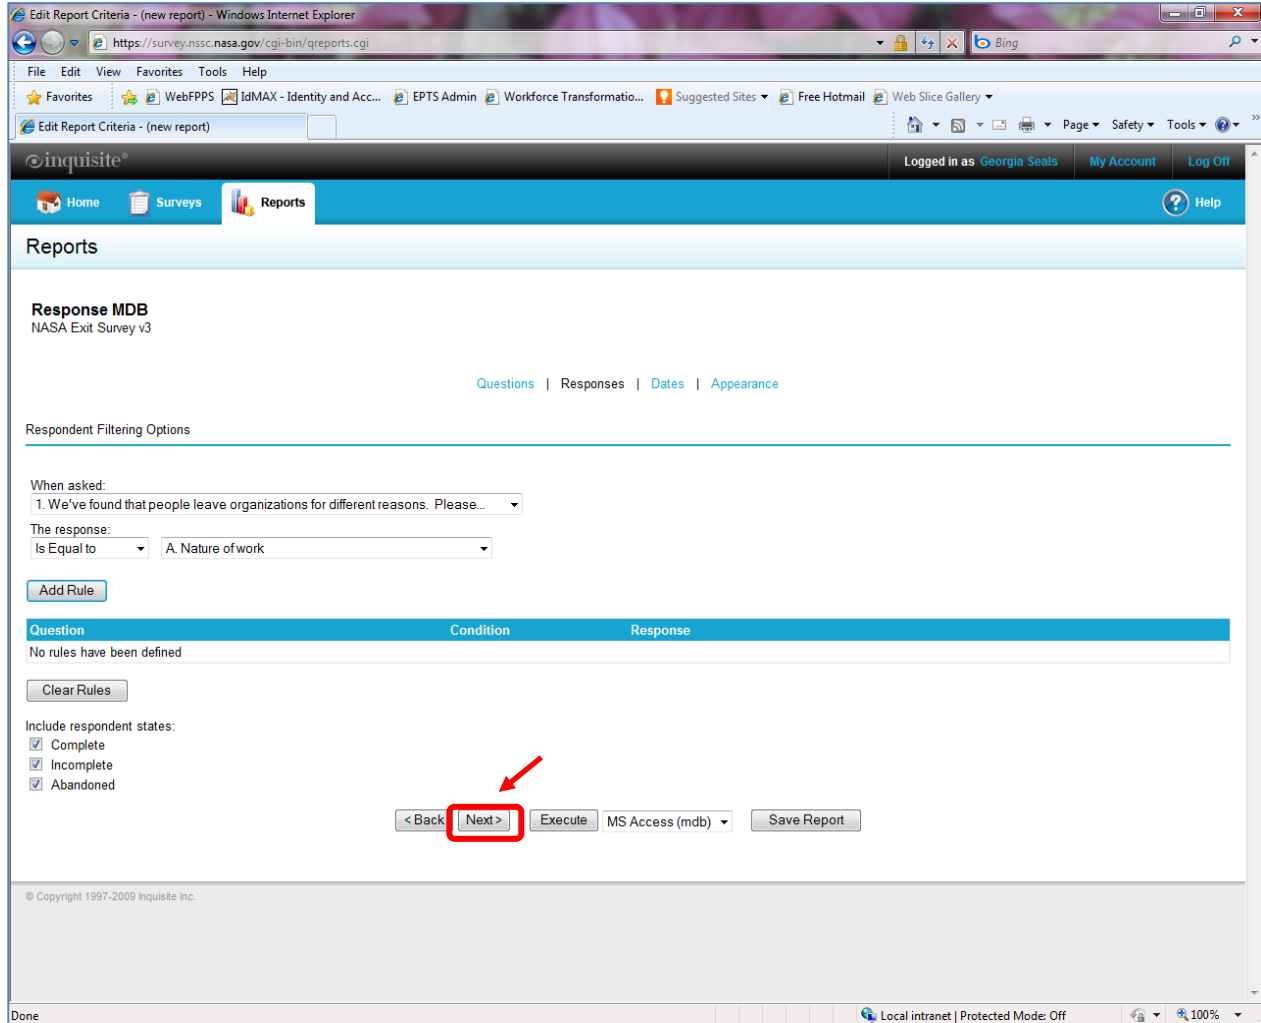 Edit Report Criteria - (new report) - Windows Internet Explorer
https://survey.nssc.nasa.gov/cgi-bin/qreports.cgi
Bing
File Edit View Favorites Tools Help
Favorites WebFPPS IdMAX - Identity and Acc... EPTS Admin Workforce Transformatio... Suggested Sites Free Hotmail Web Slice Gallery
Edit Report Criteria - (new report)
Page Safety Tools
inquisite®
Logged in as Georgia Seals My Account Log Off
Home Surveys Reports Help
Reports
Response MDB
NASA Exit Survey v3
Questions | Responses | Dates | Appearance
Respondent Filtering Options
When asked:
1. We've found that people leave organizations for different reasons. Please...
The response:
Is Equal to A. Nature of work
Add Rule
Question Condition Response
No rules have been defined
Clear Rules
Include respondent states:
Complete
Incomplete
Abandoned
< Back Next > Execute MS Access (mdb) Save Report
© Copyright 1997-2009 Inquisite Inc.
Done Local intranet | Protected Mode: Off 100%